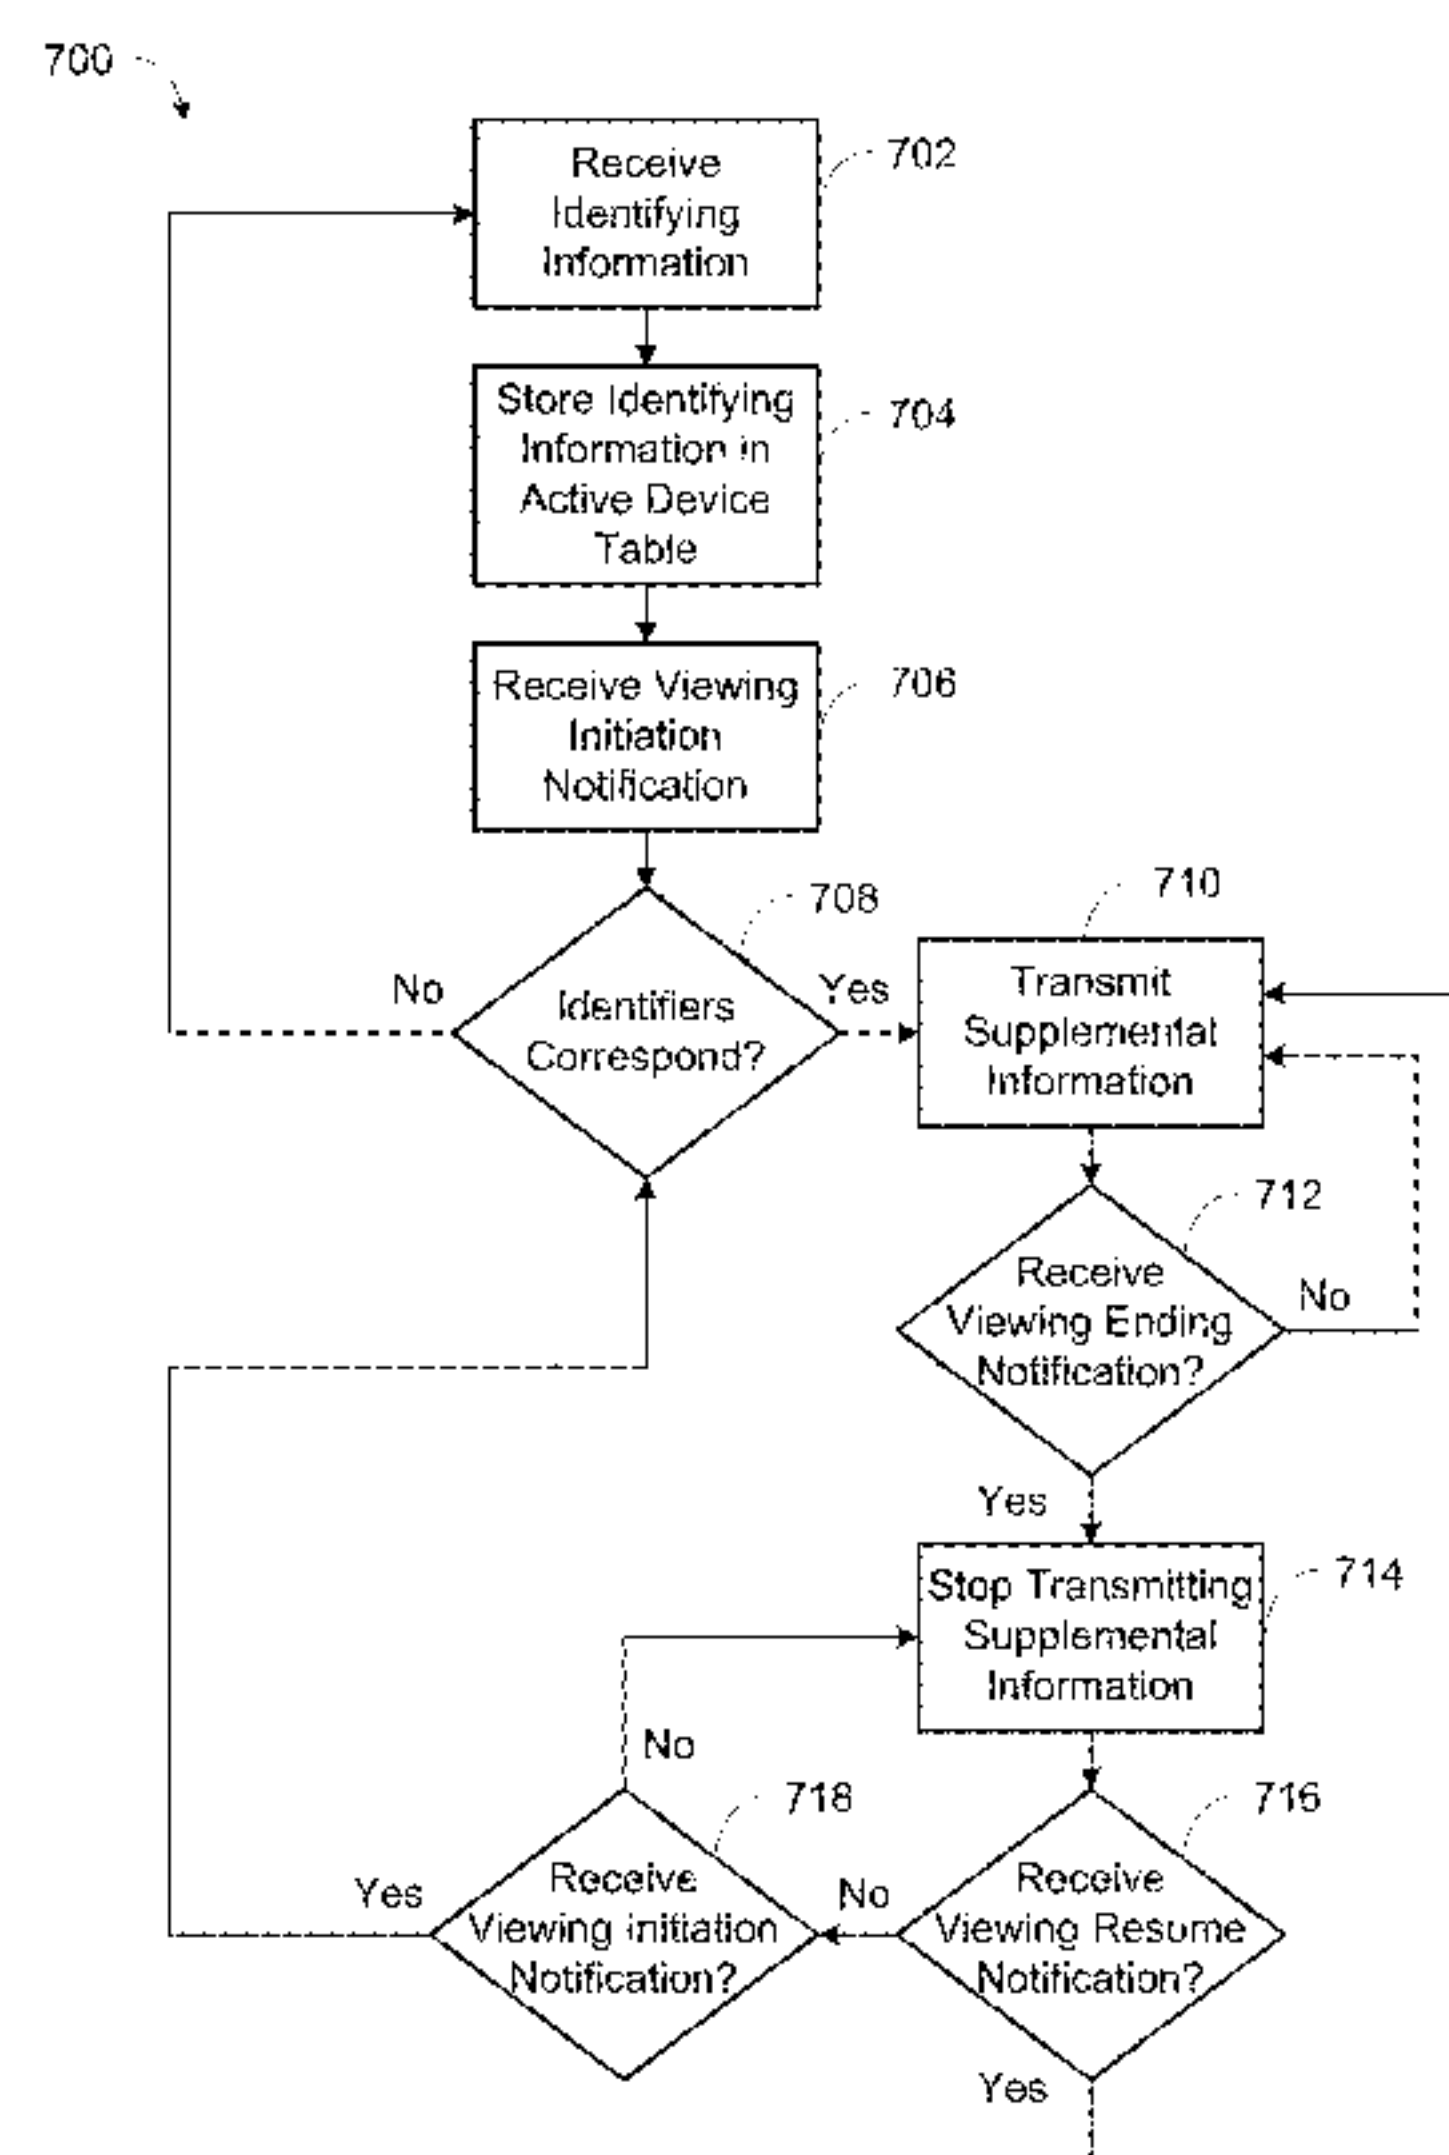 700
Receive
Identifying
Information
702
Store Identifying
Information in
Active Device
Table
704
Receive Viewing
Initiation
Notification
706
708
Identifiers
Correspond?
No
Yes
710
Transmit
Supplemental
Information
712
Receive
Viewing Ending
Notification?
No
Yes
Stop Transmitting
Supplemental
Information
714
716
Receive
Viewing Resume
Notification?
No
Yes
718
Receive
Viewing Initiation
Notification?
No
Yes